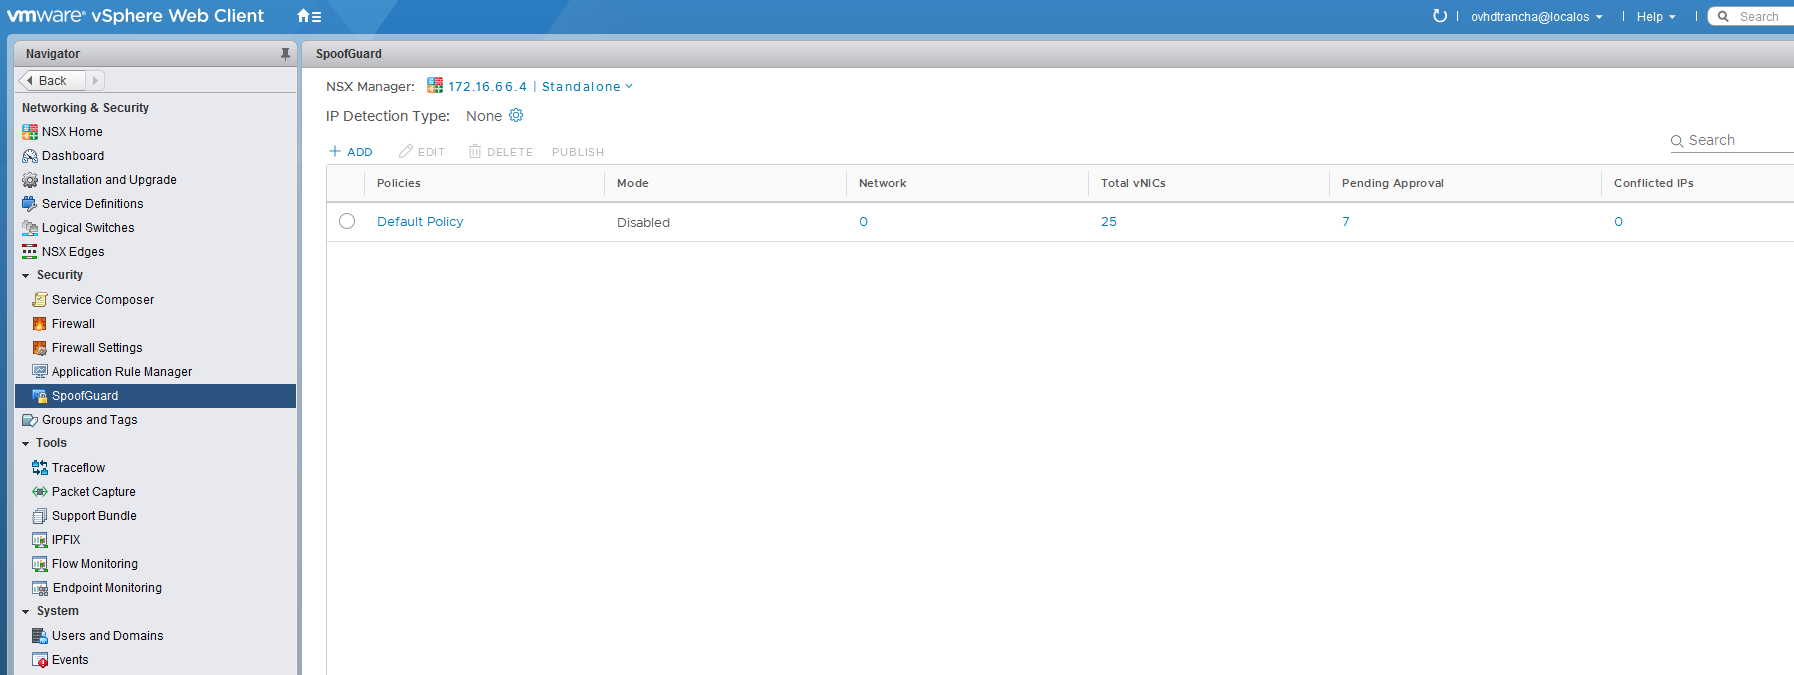 vmware® vSphere Web Client
ovhdtrancha@localos
Help
Search
Navigator
Back
Networking & Security
NSX Home
Dashboard
Installation and Upgrade
Service Definitions
Logical Switches
NSX Edges
Security
Service Composer
Firewall
Firewall Settings
Application Rule Manager
SpoofGuard
Groups and Tags
Tools
Traceflow
Packet Capture
Support Bundle
IPFIX
Flow Monitoring
Endpoint Monitoring
System
Users and Domains
Events
SpoofGuard
NSX Manager: 172.16.66.4 | Standalone
IP Detection Type: None
ADD EDIT DELETE PUBLISH
Search
Policies Mode Network Total vNICs Pending Approval Conflicted IPs
Default Policy Disabled 0 25 7 0